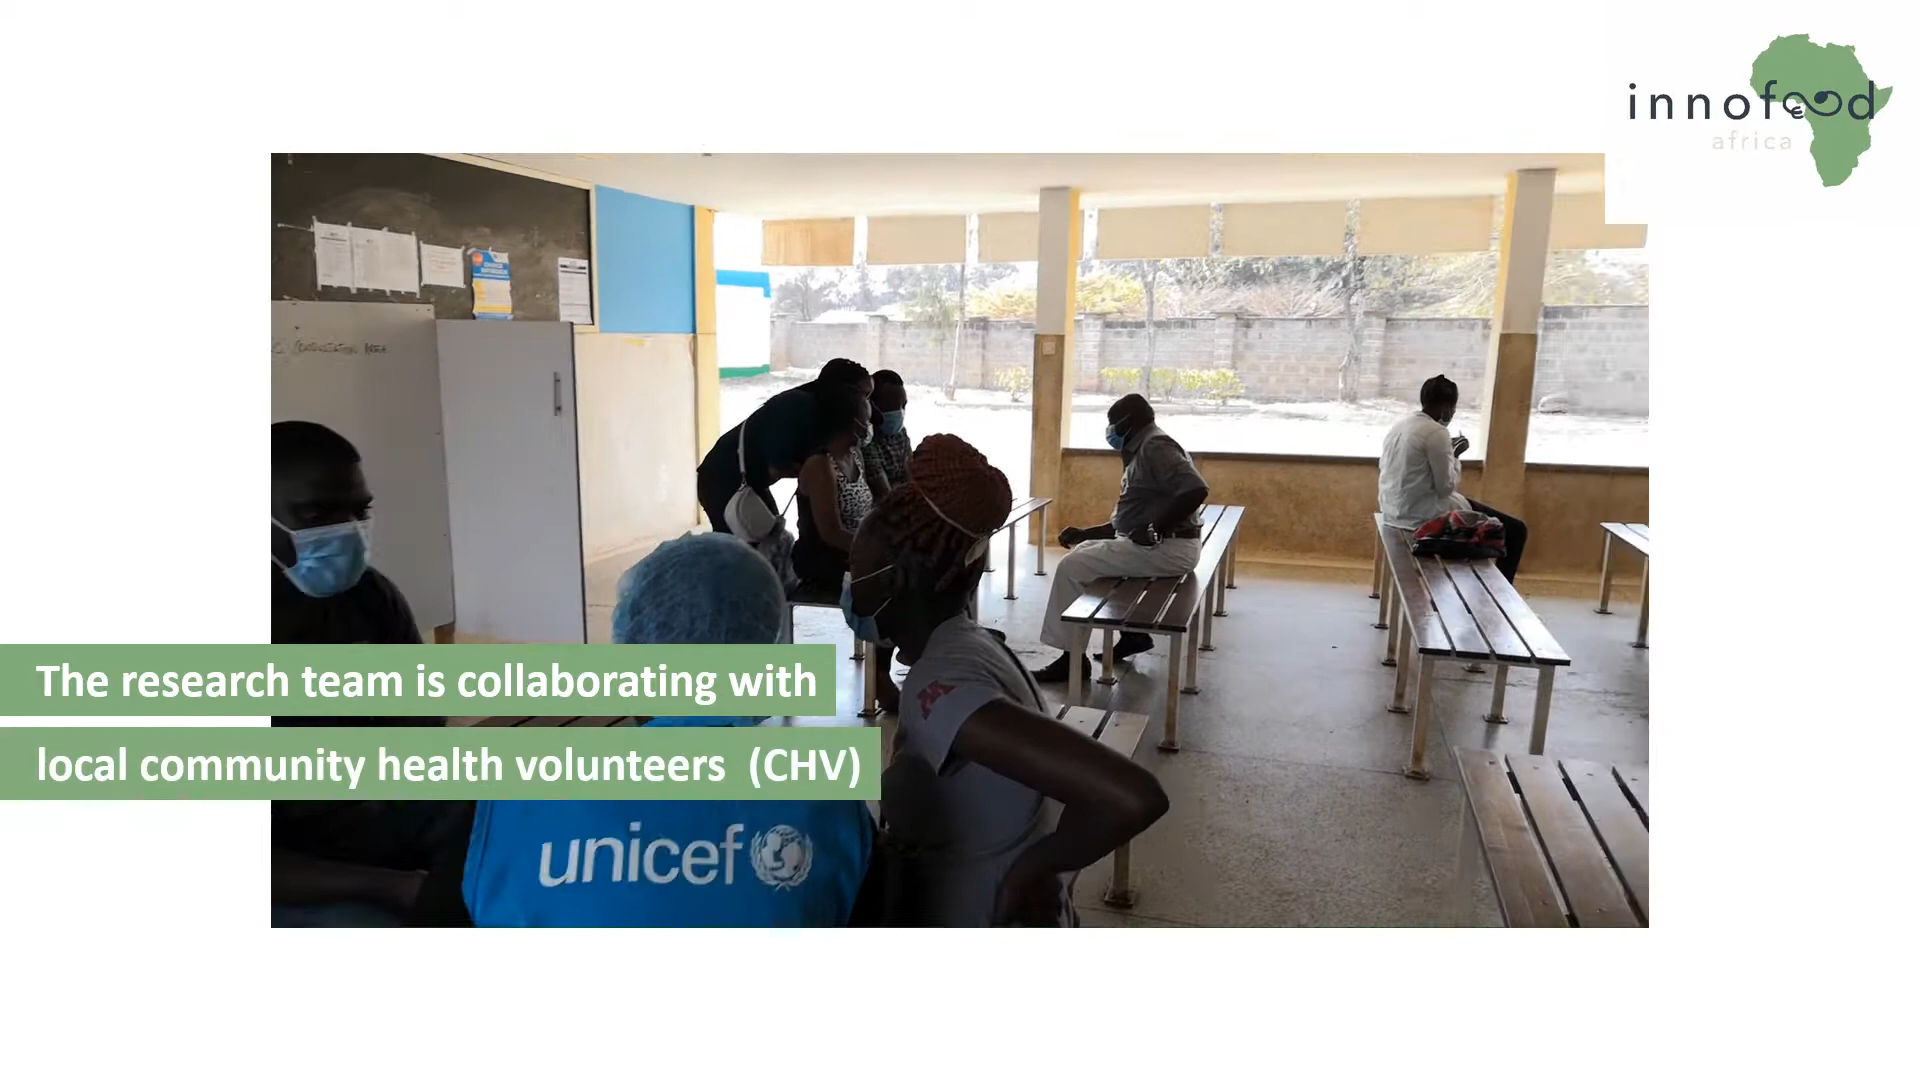 innofood
africa
The research team is collaborating with
local community health volunteers  (CHV)
unicef